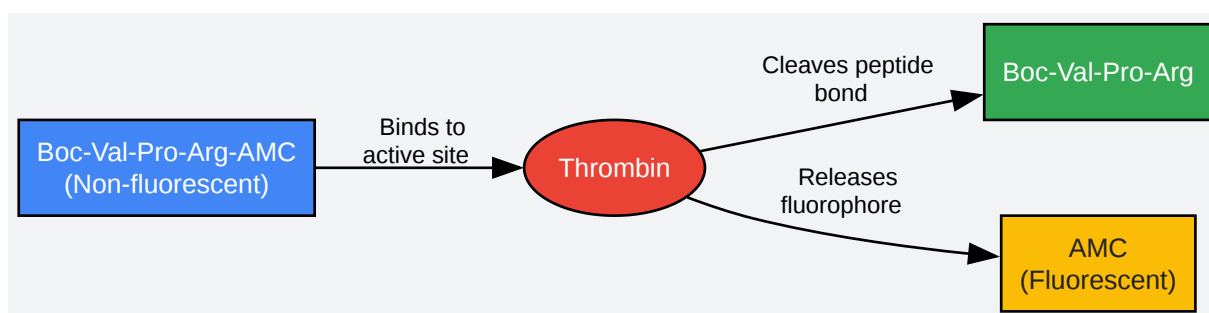 Boc-Val-Pro-Arg-AMC
(Non-fluorescent)
Binds to
active site
Thrombin
Cleaves peptide
bond
Boc-Val-Pro-Arg
Releases
fluorophore
AMC
(Fluorescent)